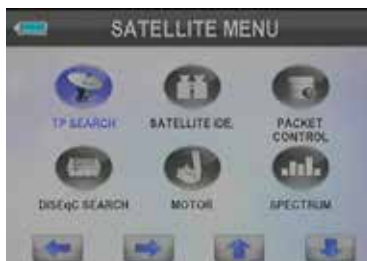 SATELLITE MENU
TP SEARCH
SATELLITE IDE.
PACKET
CONTROL
DISEqC SEARCH
MOTOR
SPECTRUM